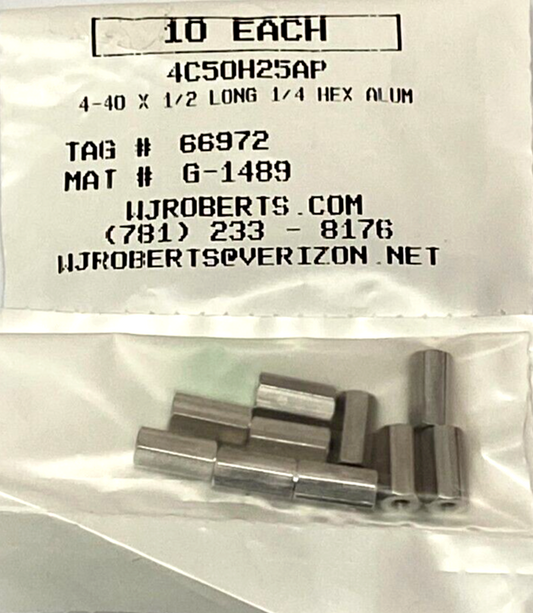 10 EACH
4C50H25AP
4-40 X 1/2 LONG 1/4 HEX ALUM
TAG # 66972
MAT # G-1489
WJROBERTS.COM
(781) 233 - 8176
WJROBERTS@VERIZON.NET